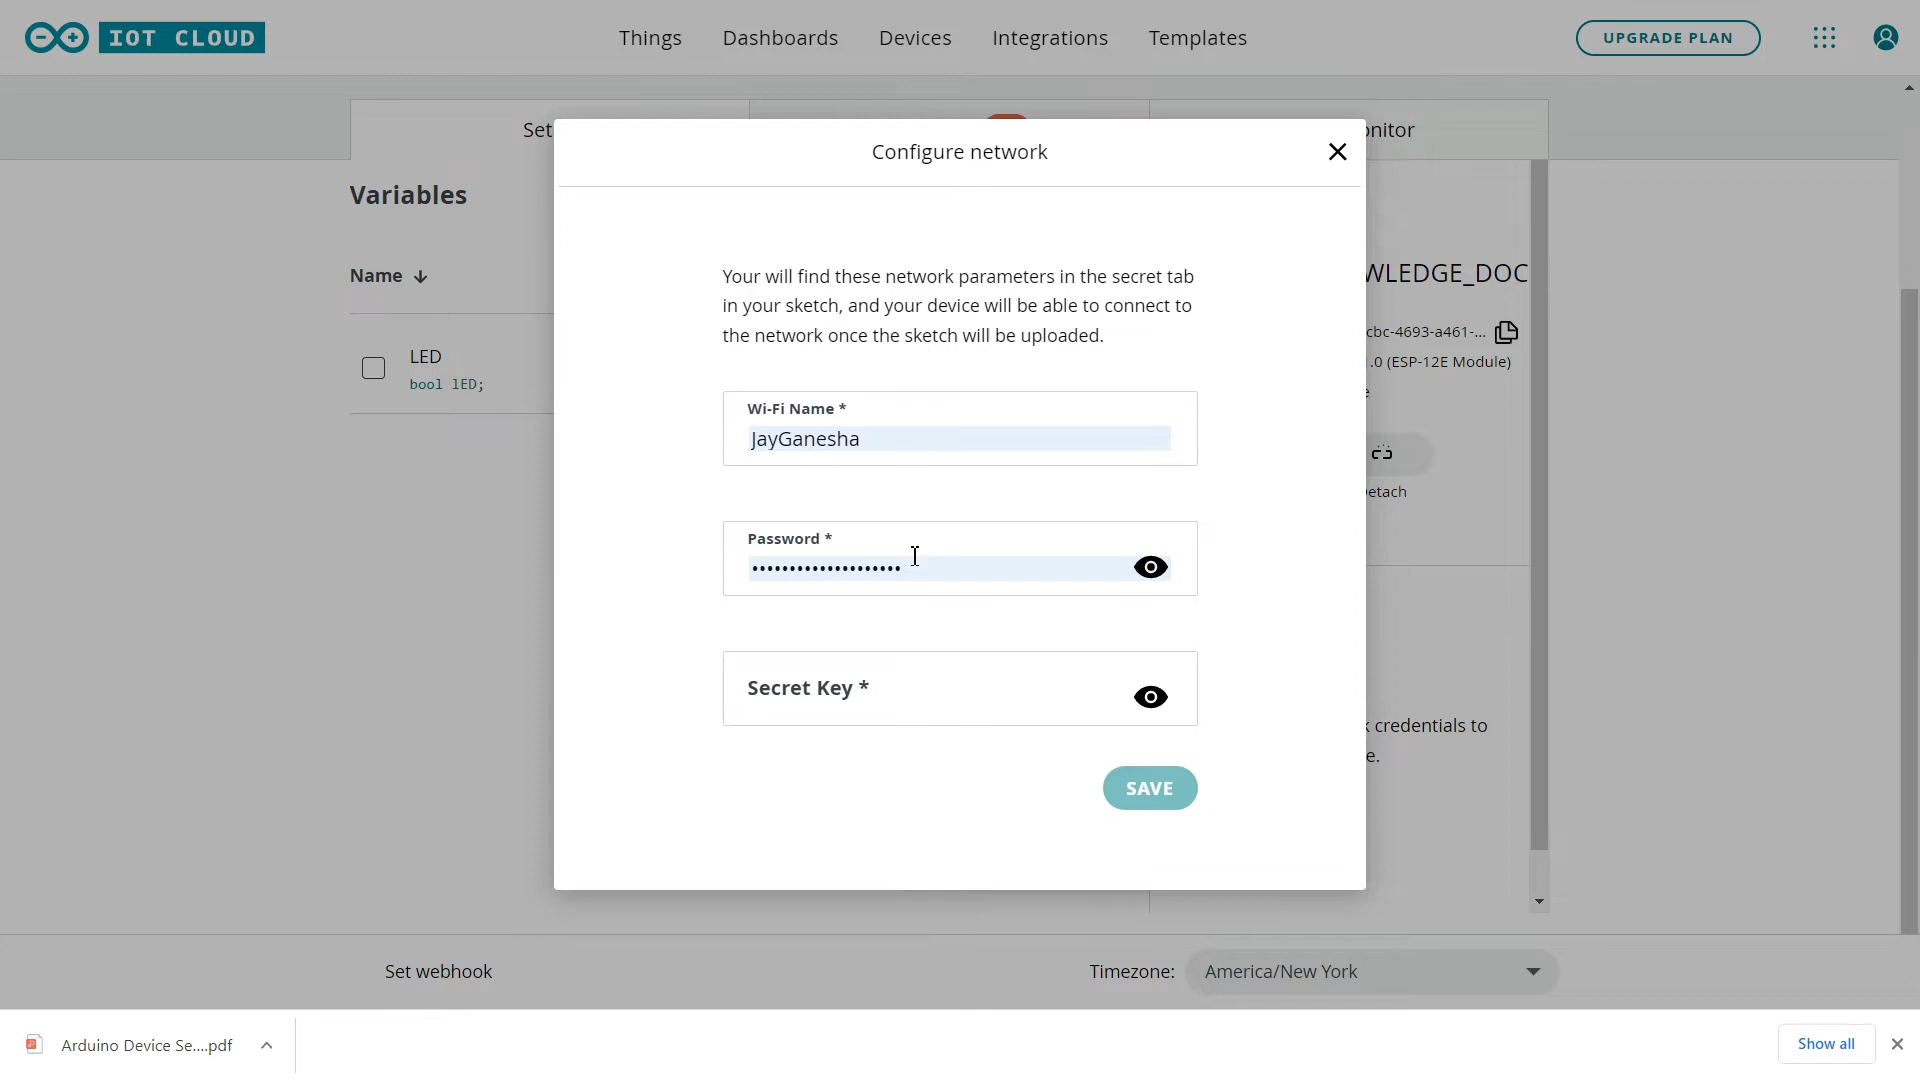 IOT CLOUD
Things
Dashboards
Devices
Integrations
Templates
UPGRADE PLAN
Set
onitor
Configure network
Variables
Name
LED
bool lED;
Your will find these network parameters in the secret tab
in your sketch, and your device will be able to connect to
the network once the sketch will be uploaded.
Wi-Fi Name *
JayGanesha
Password *
••••••••••••••••••••
Secret Key *
SAVE
WLEDGE_DOC
cbc-4693-a461-...
.0 (ESP-12E Module)
e
etach
credentials to
e.
Set webhook
Timezone:
America/New York
Arduino Device Se....pdf
Show all